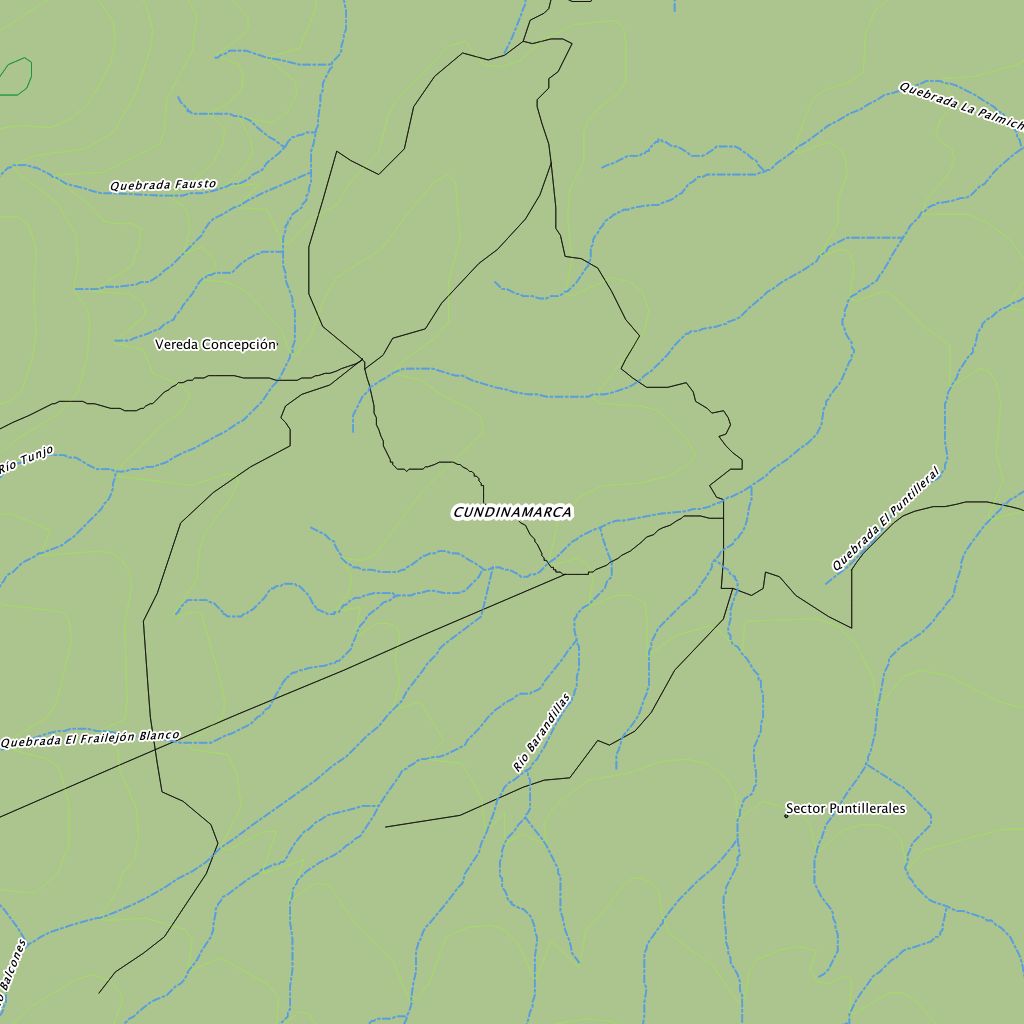 Quebrada La Palmich
Quebrada Fausto
Vereda Concepción
Río Tunjo
Quebrada El Puntilleral
CUNDINAMARCA
Río Barandillas
Quebrada El Frailejón Blanco
Sector Puntillerales
o Balcones